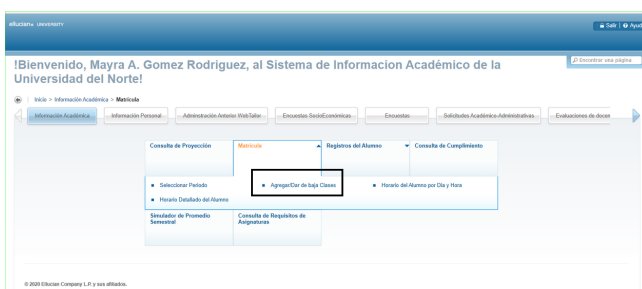 ellucian. UNIVERSITY
Salir | Ayuda
!Bienvenido, Mayra A. Gomez Rodriguez, al Sistema de Informacion Académico de la
Universidad del Norte!
Encontrar una página
Inicio > Información Académica > Matrícula
Información Académica Información Personal Adminstración Anterior WebTailor Encuestas SocioEconómicas Encuestas Solicitudes Académico-Administrativas Evaluaciones de docen
Consulta de Proyección Matrícula Registros del Alumno Consulta de Cumplimiento
Seleccionar Periodo Agregar/Dar de baja Clases Horario del Alumno por Día y Hora
Horario Detallado del Alumno
Simulador de Promedio Semestral
Consulta de Requisitos de Asignaturas
© 2020 Ellucian Company L.P. y sus afiliados.